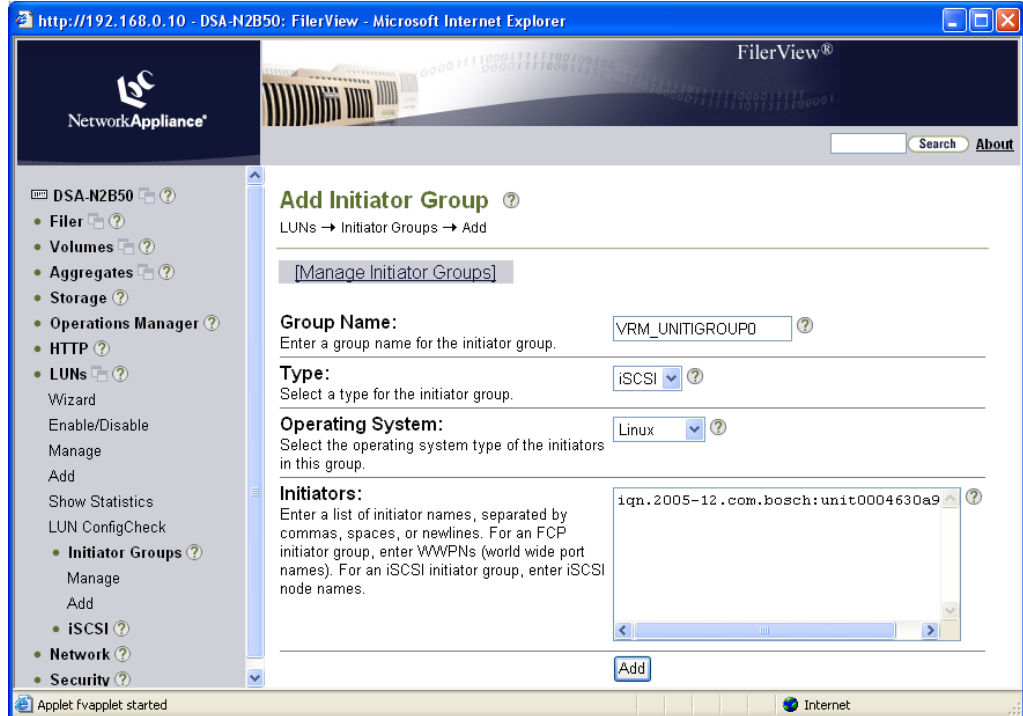 http://192.168.0.10 - DSA-N2B50: FilerView - Microsoft Internet Explorer
FilerView®
NetworkAppliance®
Search About
DSA-N2B50
Filer
Volumes
Aggregates
Storage
Operations Manager
HTTP
LUNs
Wizard
Enable/Disable
Manage
Add
Show Statistics
LUN ConfigCheck
Initiator Groups
Manage
Add
iSCSI
Network
Security
Add Initiator Group
LUNs → Initiator Groups → Add
[Manage Initiator Groups]
Group Name:
Enter a group name for the initiator group.
VRM_UNITIGROUP0
Type:
Select a type for the initiator group.
iSCSI
Operating System:
Select the operating system type of the initiators
in this group.
Linux
Initiators:
Enter a list of initiator names, separated by
commas, spaces, or newlines. For an FCP
initiator group, enter WWPNs (world wide port
names). For an iSCSI initiator group, enter iSCSI
node names.
iqn.2005-12.com.bosch:unit0004630a9
Add
Applet fvapplet started
Internet